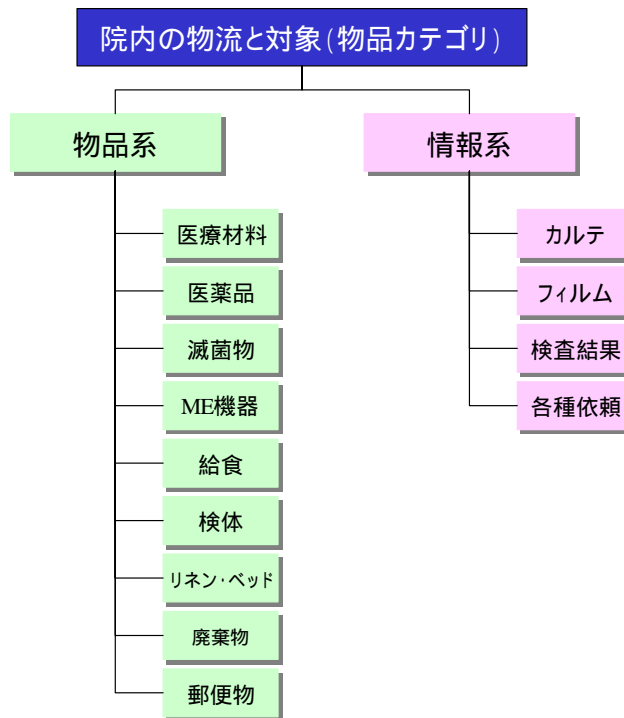 院内の物流と対象(物品カテゴリ)
物品系
医療材料
医薬品
滅菌物
ME機器
給食
検体
リネン・ベッド
廃棄物
郵便物
情報系
カルテ
フィルム
検査結果
各種依頼